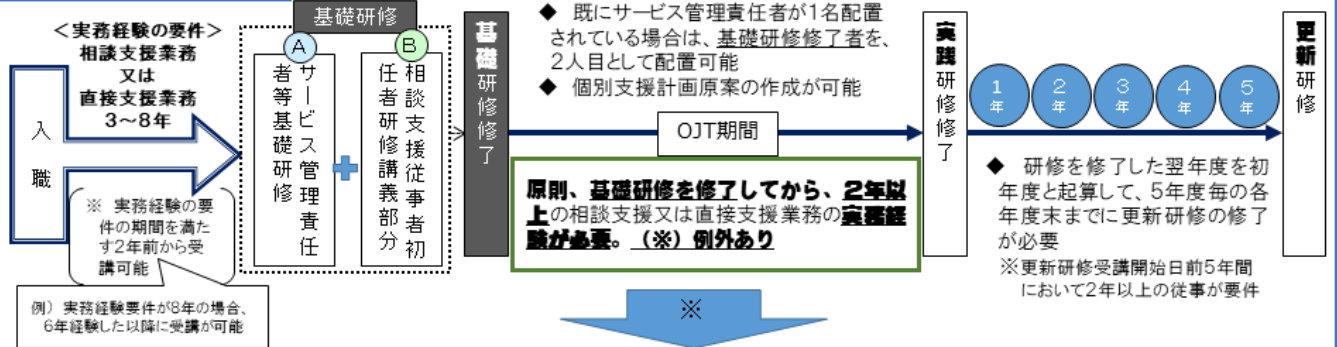 ＜実務経験の要件＞
相談支援業務
又は
直接支援業務
3～8年
入職
※ 実務経験の要
件の期間を満た
す2年前から受
講可能
例）実務経験要件が8年の場合、
6年経験した以降に受講が可能
基礎研修
A
サービス管理責任
者等基礎研修
B
相談支援従事者初
任者研修講義部分
基礎研修修了
◆ 既にサービス管理責任者が1名配置
されている場合は、基礎研修修了者を、
2人目として配置可能
◆ 個別支援計画原案の作成が可能
OJT期間
原則、基礎研修を修了してから、2年以
上の相談支援又は直接支援業務の実務経
験が必要。（※）例外あり
※
実践研修修了
1
年
2
年
3
年
4
年
5
年
◆ 研修を修了した翌年度を初
年度と起算して、5年度毎の各
年度末までに更新研修の修了
が必要
※更新研修受講開始日前5年間
において2年以上の従事が要件
更新研修